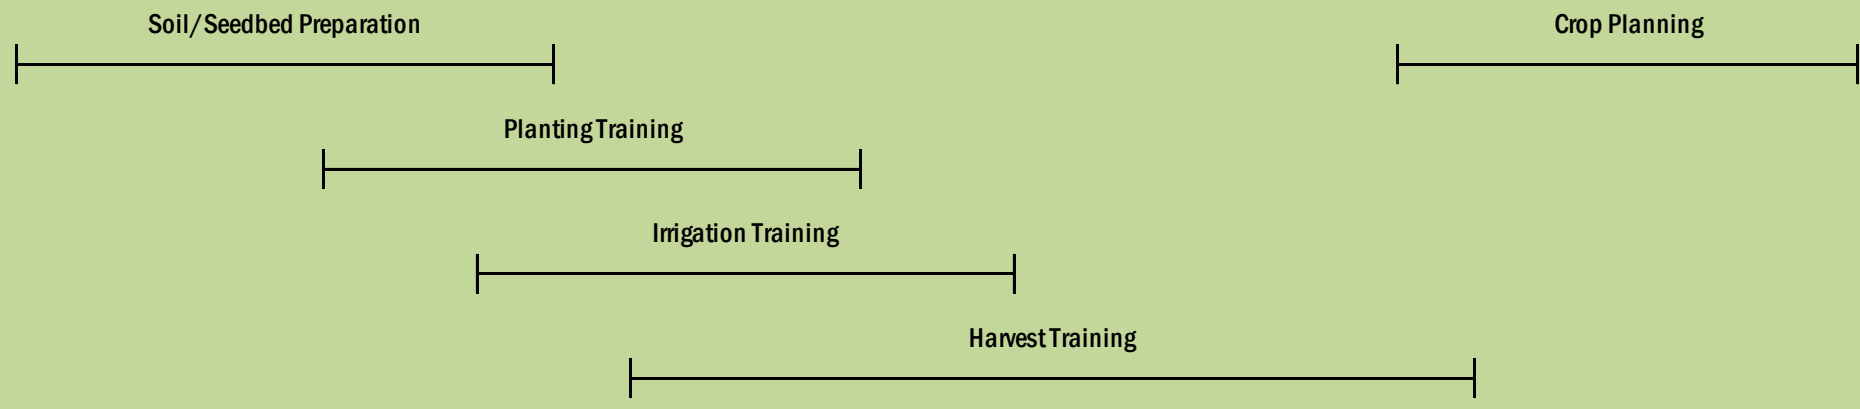 Soil/Seedbed Preparation
Crop Planning
Planting Training
Irrigation Training
Harvest Training